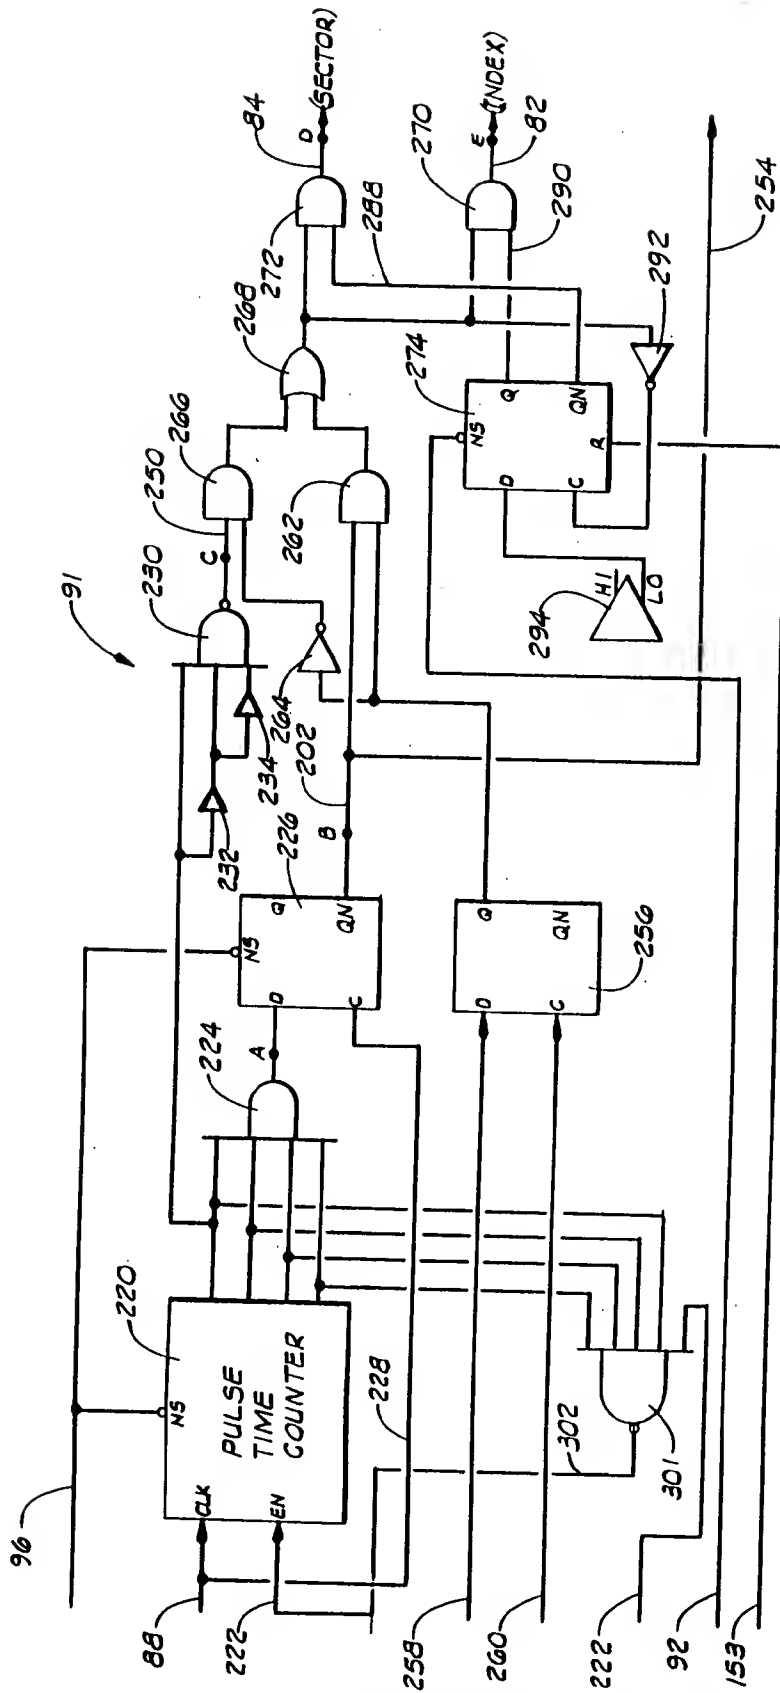 96
88
222
258
260
222
92
153
220
NS
CLK
EN
PULSE
TIME
COUNTER
228
302
301
224
A
D
NS
Q
QN
C
226
B
202
D
Q
C
QN
256
91
232
234
230
C
250
266
264
262
268
272
288
84
D
(SECTOR)
274
NS
D
Q
C
QN
R
294
HI
LO
270
E
(INDEX)
82
290
292
254